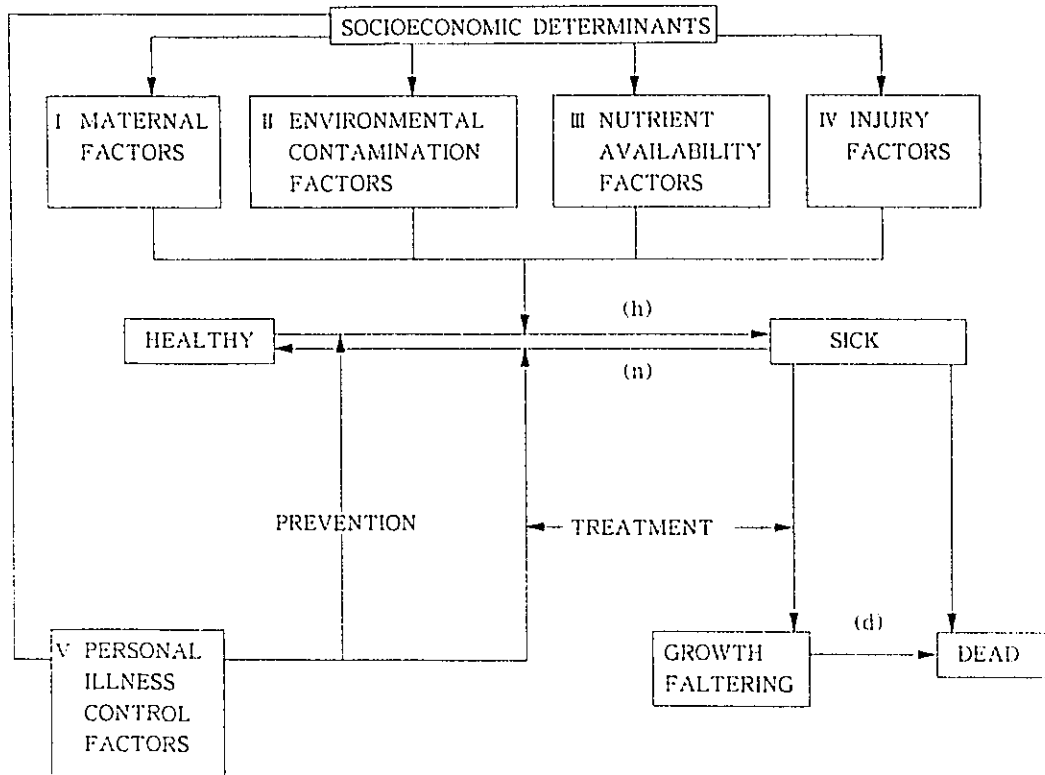 SOCIOECONOMIC DETERMINANTS
I MATERNAL
FACTORS
II ENVIRONMENTAL
CONTAMINATION
FACTORS
III NUTRIENT
AVAILABILITY
FACTORS
IV INJURY
FACTORS
(h)
HEALTHY
SICK
(n)
PREVENTION
TREATMENT
(d)
V PERSONAL
ILLNESS
CONTROL
FACTORS
GROWTH
FALTERING
DEAD